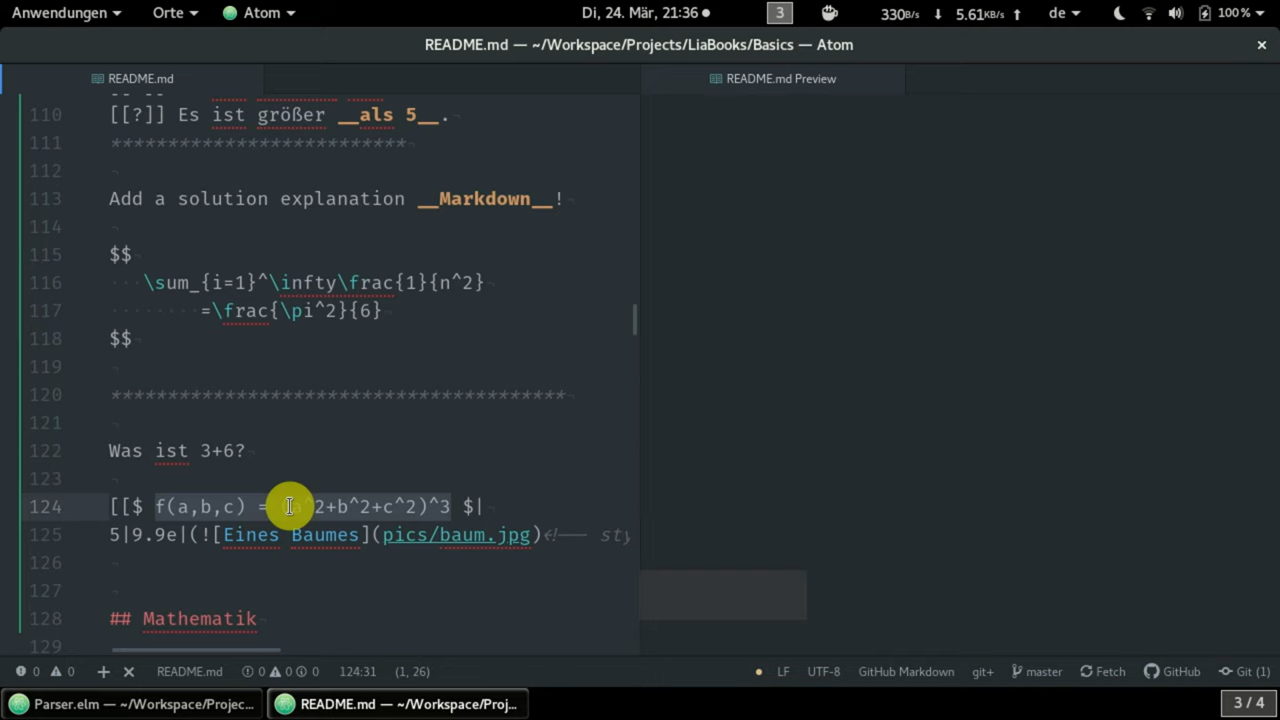 Anwendungen Orte Atom Di, 24. Mär, 21:36 3 330B/s 5.61KB/s de 100%
README.md — ~/Workspace/Projects/LiaBooks/Basics — Atom
README.md README.md Preview
110 [[?]] Es ist größer __als 5__.
111 **************************
112
113 Add a solution explanation __Markdown__!
114
115 $$
116 \sum_{i=1}^\infty\frac{1}{n^2}
117 =\frac{\pi^2}{6}
118 $$
119
120 ****************************************
121
122 Was ist 3+6?
123
124 [[$ f(a,b,c) = (a^2+b^2+c^2)^3 $|
125 5|9.9e|(![Eines Baumes](pics/baum.jpg)<!-- sty
126
127
128 ## Mathematik
129
0 0 README.md 0 0 0 124:31 (1, 26) LF UTF-8 GitHub Markdown git+ master Fetch GitHub Git (1)
Parser.elm — ~/Workspace/Projec... README.md — ~/Workspace/Proj... 3 / 4